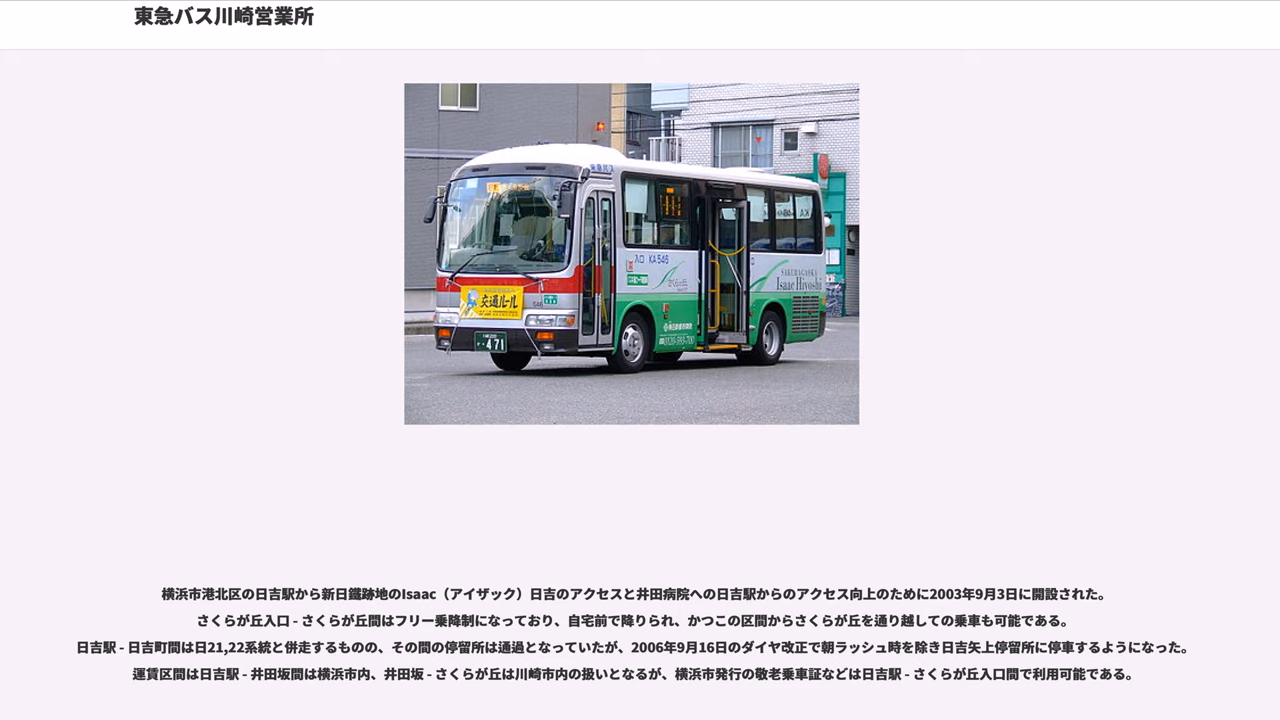 東急バス川崎営業所
入口 KA546
SAKURAGAOKA
Isaac Hiyoshi
交通ルール
546
471
0120-593-700
横浜市港北区の日吉駅から新日鐵跡地のIsaac（アイザック）日吉のアクセスと井田病院への日吉駅からのアクセス向上のために2003年9月3日に開設された。
さくらが丘入口 - さくらが丘間はフリー乗降制になっており、自宅前で降りられ、かつこの区間からさくらが丘を通り越しての乗車も可能である。
日吉駅 - 日吉町間は日21,22系統と併走するものの、その間の停留所は通過となっていたが、2006年9月16日のダイヤ改正で朝ラッシュ時を除き日吉矢上停留所に停車するようになった。
運賃区間は日吉駅 - 井田坂間は横浜市内、井田坂 - さくらが丘は川崎市内の扱いとなるが、横浜市発行の敬老乗車証などは日吉駅 - さくらが丘入口間で利用可能である。